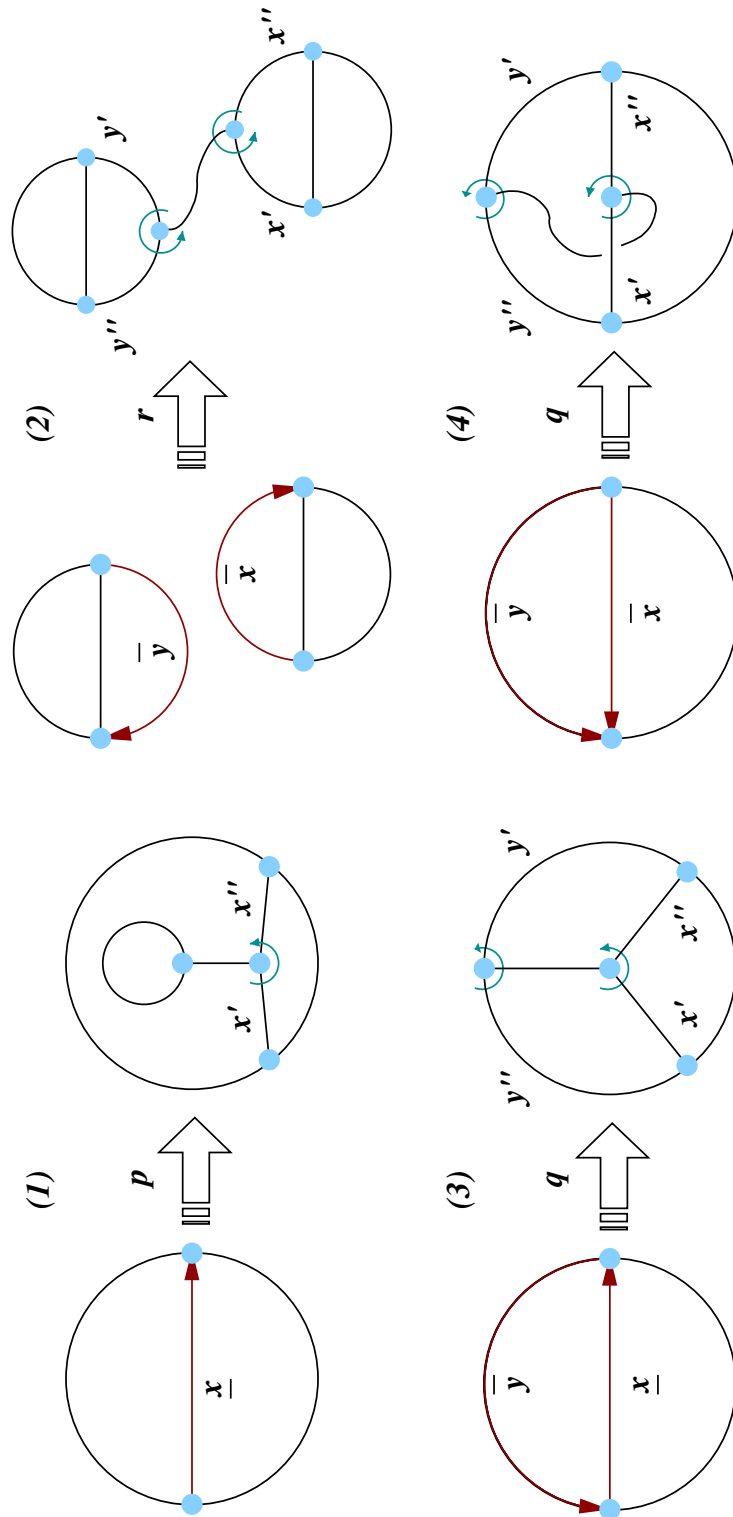 (1)
p
x̲
x'
x''
(2)
r
ȳ
x̄
y''
y'
x'
x''
(3)
q
ȳ
x̲
y''
y'
x'
x''
(4)
q
ȳ
x̄
y''
y'
x'
x''